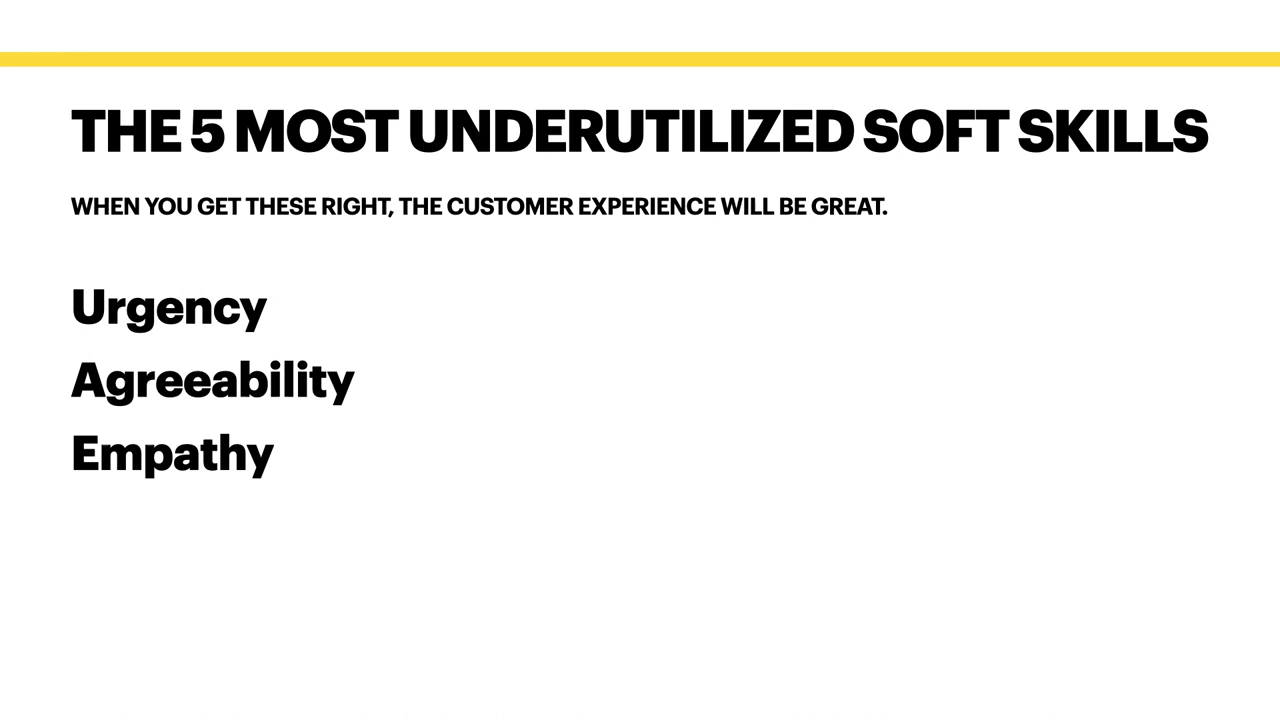 THE 5 MOST UNDERUTILIZED SOFT SKILLS
WHEN YOU GET THESE RIGHT, THE CUSTOMER EXPERIENCE WILL BE GREAT.
Urgency
Agreeability
Empathy